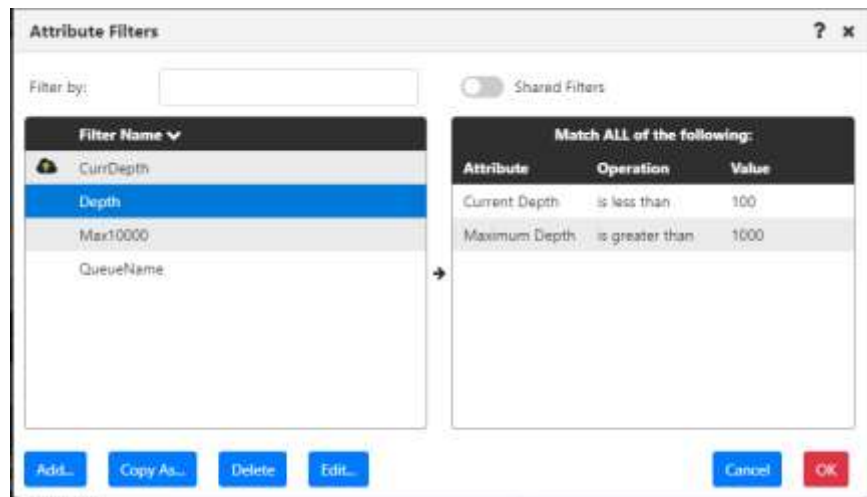 Attribute Filters ? ×
Filter by: Shared Filters
Filter Name Match ALL of the following:
Attribute Operation Value
CurrDepth
Depth Current Depth is less than 100
Max10000 Maximum Depth is greater than 1000
QueueName
Add... Copy As... Delete Edit... Cancel OK